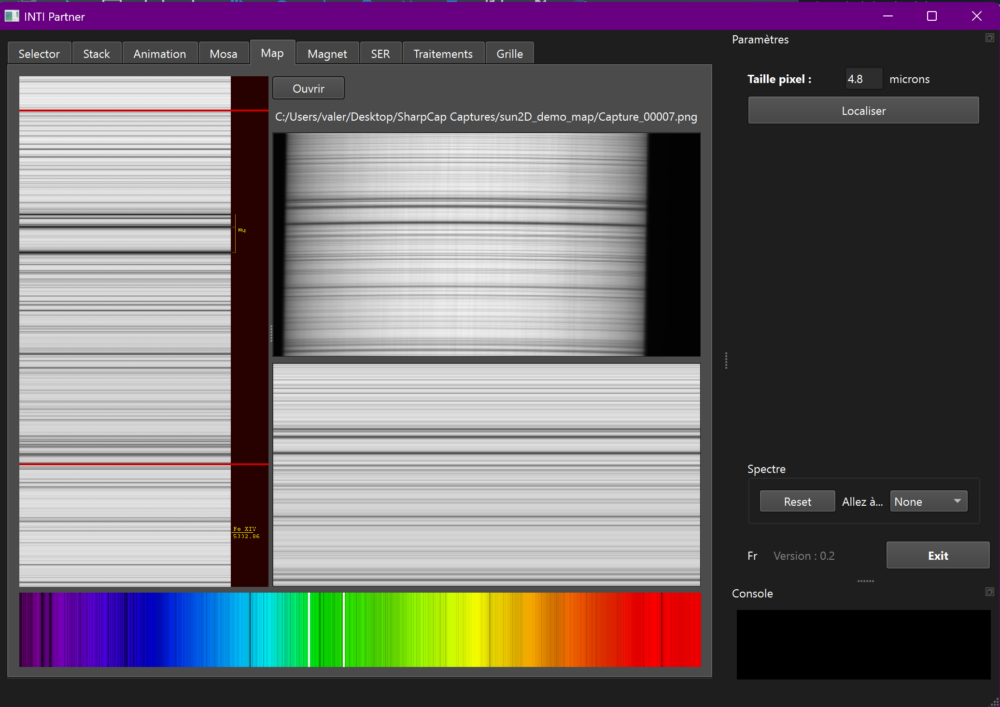 INTI Partner
Selector
Stack
Animation
Mosa
Map
Magnet
SER
Traitements
Grille
Mg
Fe XIV
5302.86
Ouvrir
C:/Users/valer/Desktop/SharpCap Captures/sun2D_demo_map/Capture_00007.png
Paramètres
Taille pixel :
4.8
microns
Localiser
Spectre
Reset
Allez à...
None
Fr
Version : 0.2
Exit
Console